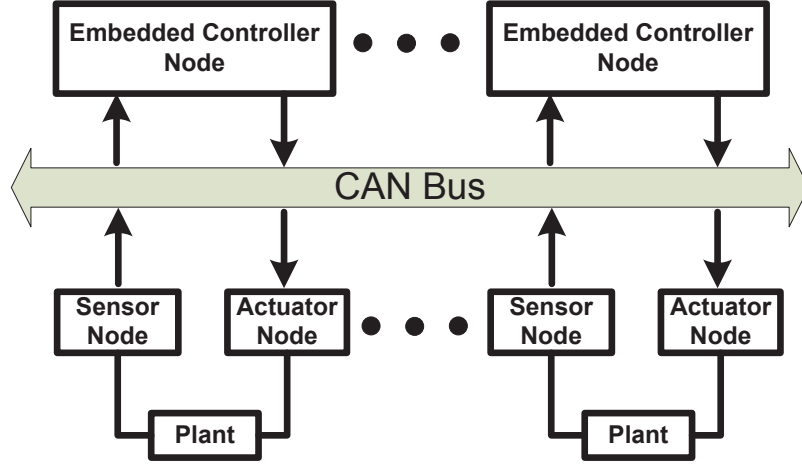 Embedded Controller
Node
Embedded Controller
Node
CAN Bus
Sensor
Node
Actuator
Node
Sensor
Node
Actuator
Node
Plant
Plant